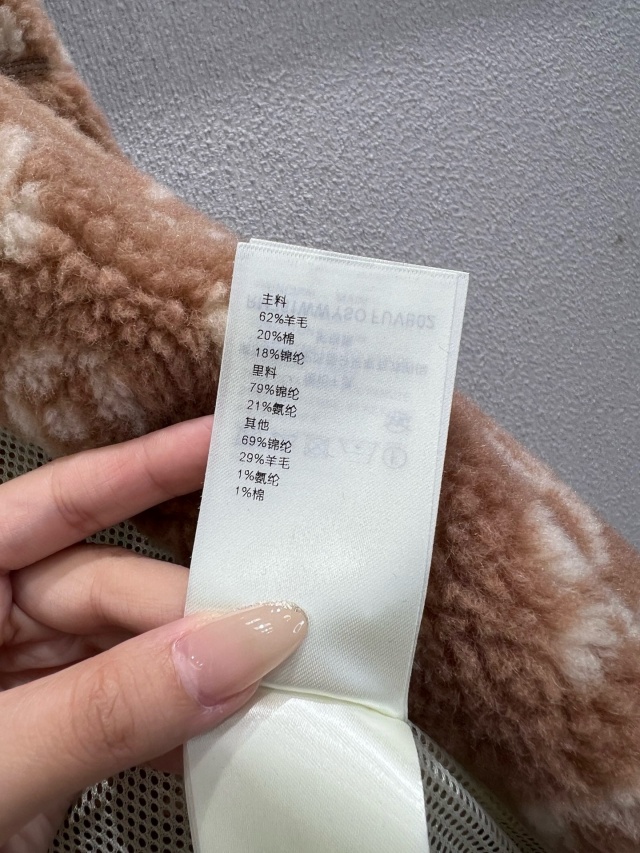 主料
62%羊毛
20%棉
18%锦纶
里料
79%锦纶
21%氨纶
其他
69%锦纶
29%羊毛
1%氨纶
1%棉